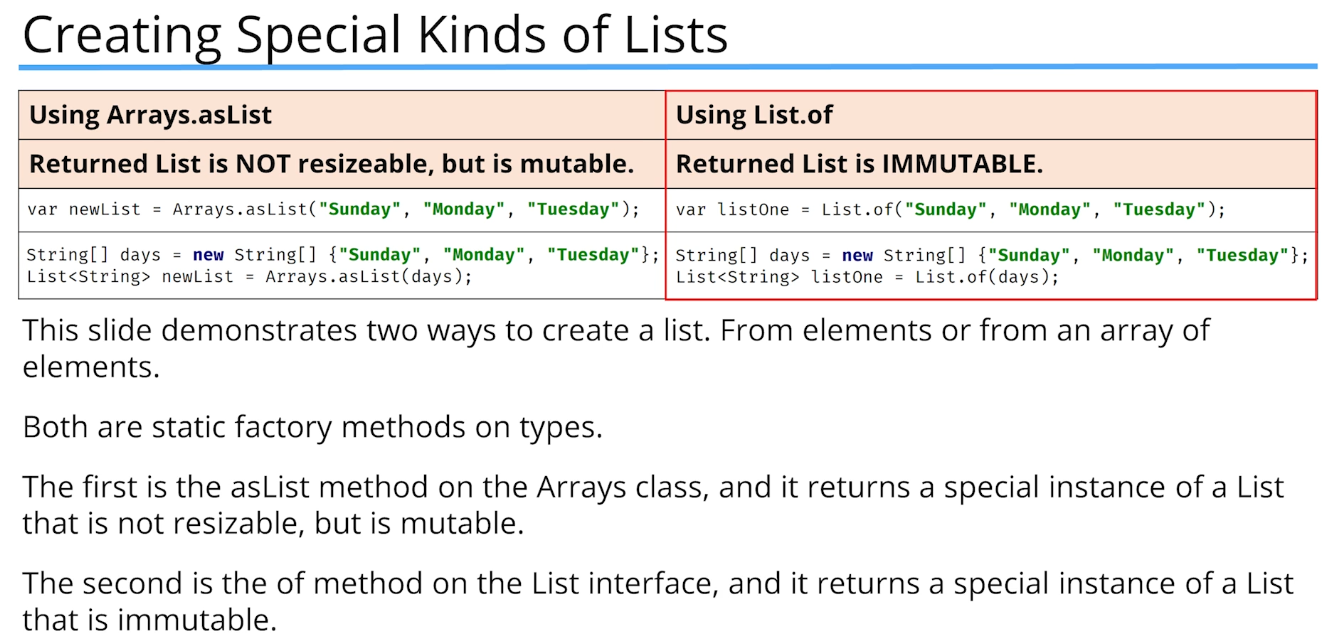 Creating Special Kinds of Lists
Using Arrays.asList
Using List.of
Returned List is NOT resizeable, but is mutable.
Returned List is IMMUTABLE.
var newList = Arrays.asList("Sunday", "Monday", "Tuesday");
var listOne = List.of("Sunday", "Monday", "Tuesday");
String[] days = new String[] {"Sunday", "Monday", "Tuesday"};
List<String> newList = Arrays.asList(days);
String[] days = new String[] {"Sunday", "Monday", "Tuesday"};
List<String> listOne = List.of(days);
This slide demonstrates two ways to create a list. From elements or from an array of
elements.
Both are static factory methods on types.
The first is the asList method on the Arrays class, and it returns a special instance of a List
that is not resizable, but is mutable.
The second is the of method on the List interface, and it returns a special instance of a List
that is immutable.